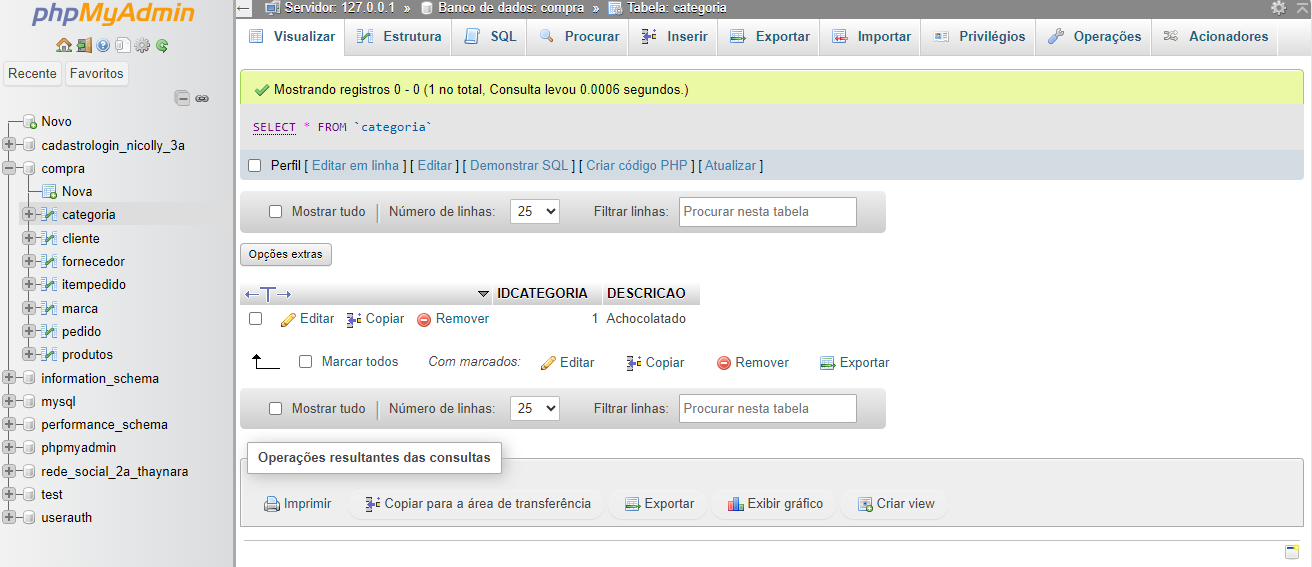 phpMyAdmin
Recente Favoritos
Novo
cadastrologin_nicolly_3a
compra
Nova
categoria
cliente
fornecedor
itempedido
marca
pedido
produtos
information_schema
mysql
performance_schema
phpmyadmin
rede_social_2a_thaynara
test
userauth
Servidor: 127.0.0.1 » Banco de dados: compra » Tabela: categoria
Visualizar Estrutura SQL Procurar Inserir Exportar Importar Privilégios Operações Acionadores
Mostrando registros 0 - 0 (1 no total, Consulta levou 0.0006 segundos.)
SELECT * FROM `categoria`
Perfil [ Editar em linha ] [ Editar ] [ Demonstrar SQL ] [ Criar código PHP ] [ Atualizar ]
Mostrar tudo | Número de linhas: 25 Filtrar linhas: Procurar nesta tabela
Opções extras
←T→ IDCATEGORIA DESCRICAO
Editar Copiar Remover 1 Achocolatado
Marcar todos Com marcados: Editar Copiar Remover Exportar
Mostrar tudo | Número de linhas: 25 Filtrar linhas: Procurar nesta tabela
Operações resultantes das consultas
Imprimir Copiar para a área de transferência Exportar Exibir gráfico Criar view